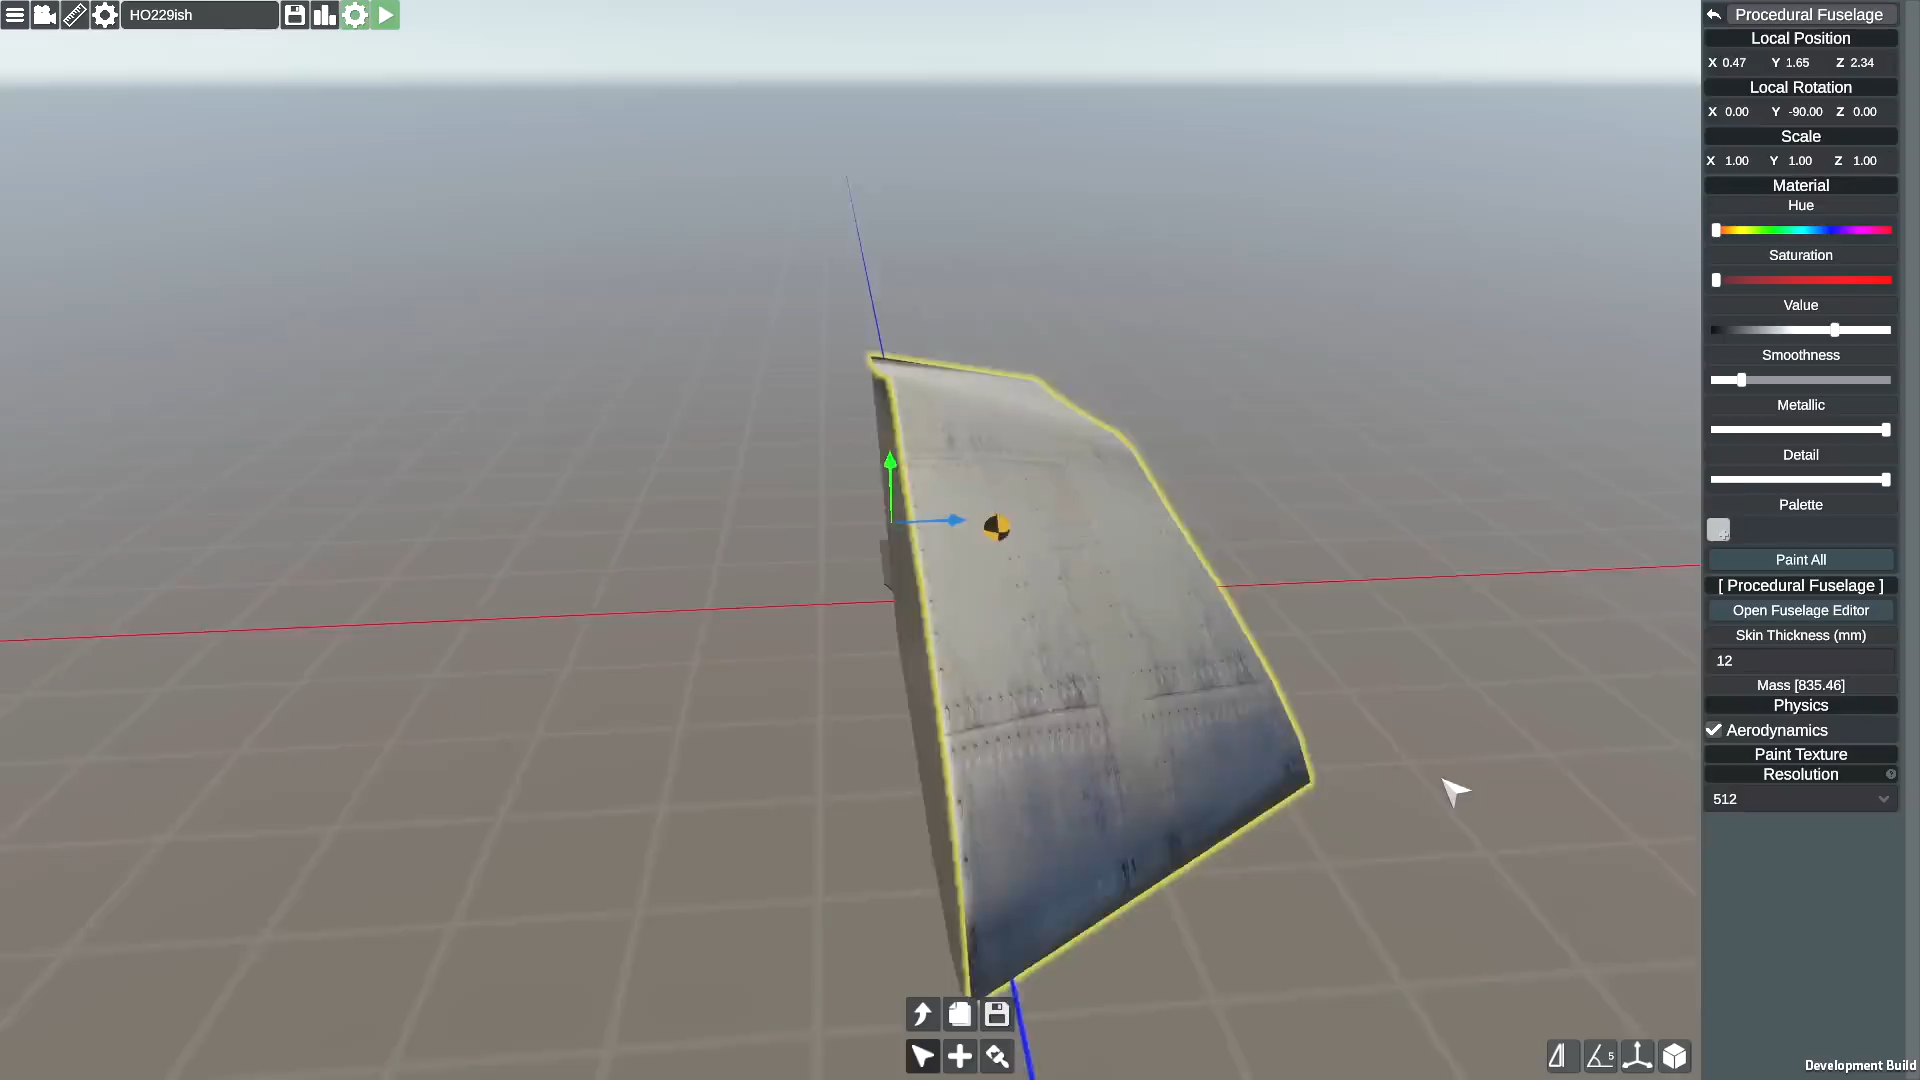 HO229ish
Procedural Fuselage
Local Position
X 0.47 Y 1.65 Z 2.34
Local Rotation
X 0.00 Y -90.00 Z 0.00
Scale
X 1.00 Y 1.00 Z 1.00
Material
Hue
Saturation
Value
Smoothness
Metallic
Detail
Palette
Paint All
[ Procedural Fuselage ]
Open Fuselage Editor
Skin Thickness (mm)
12
Mass [835.46]
Physics
Aerodynamics
Paint Texture
Resolution
512
5
Development Build